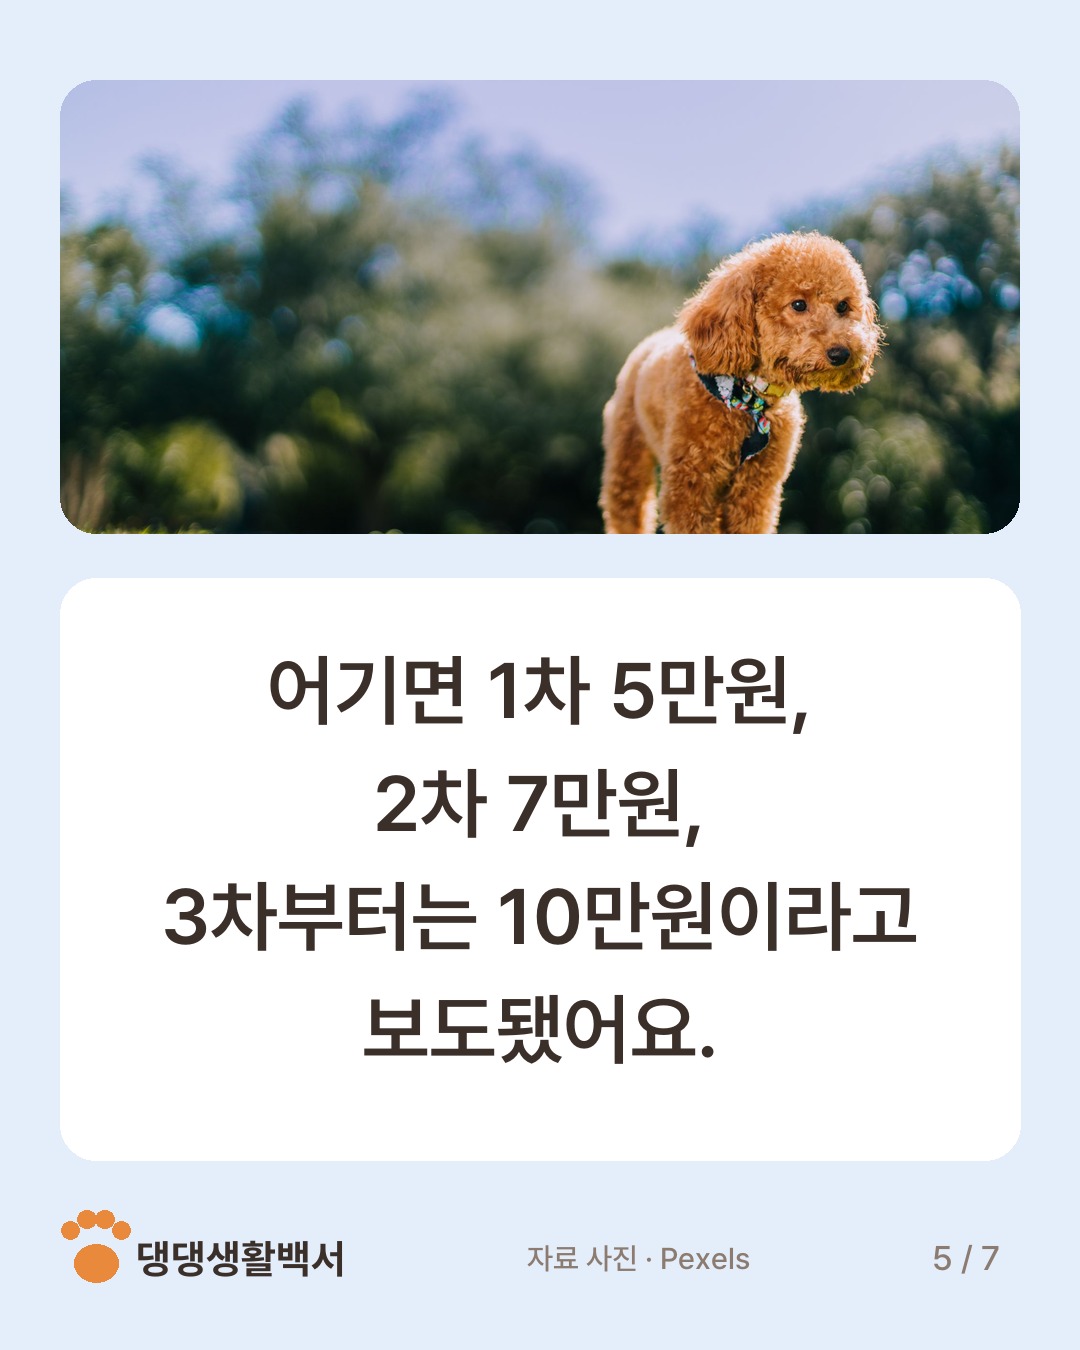 어기면 1차 5만원,
2차 7만원,
3차부터는 10만원이라고
보도됐어요.
댕댕생활백서
자료 사진 · Pexels
5 / 7